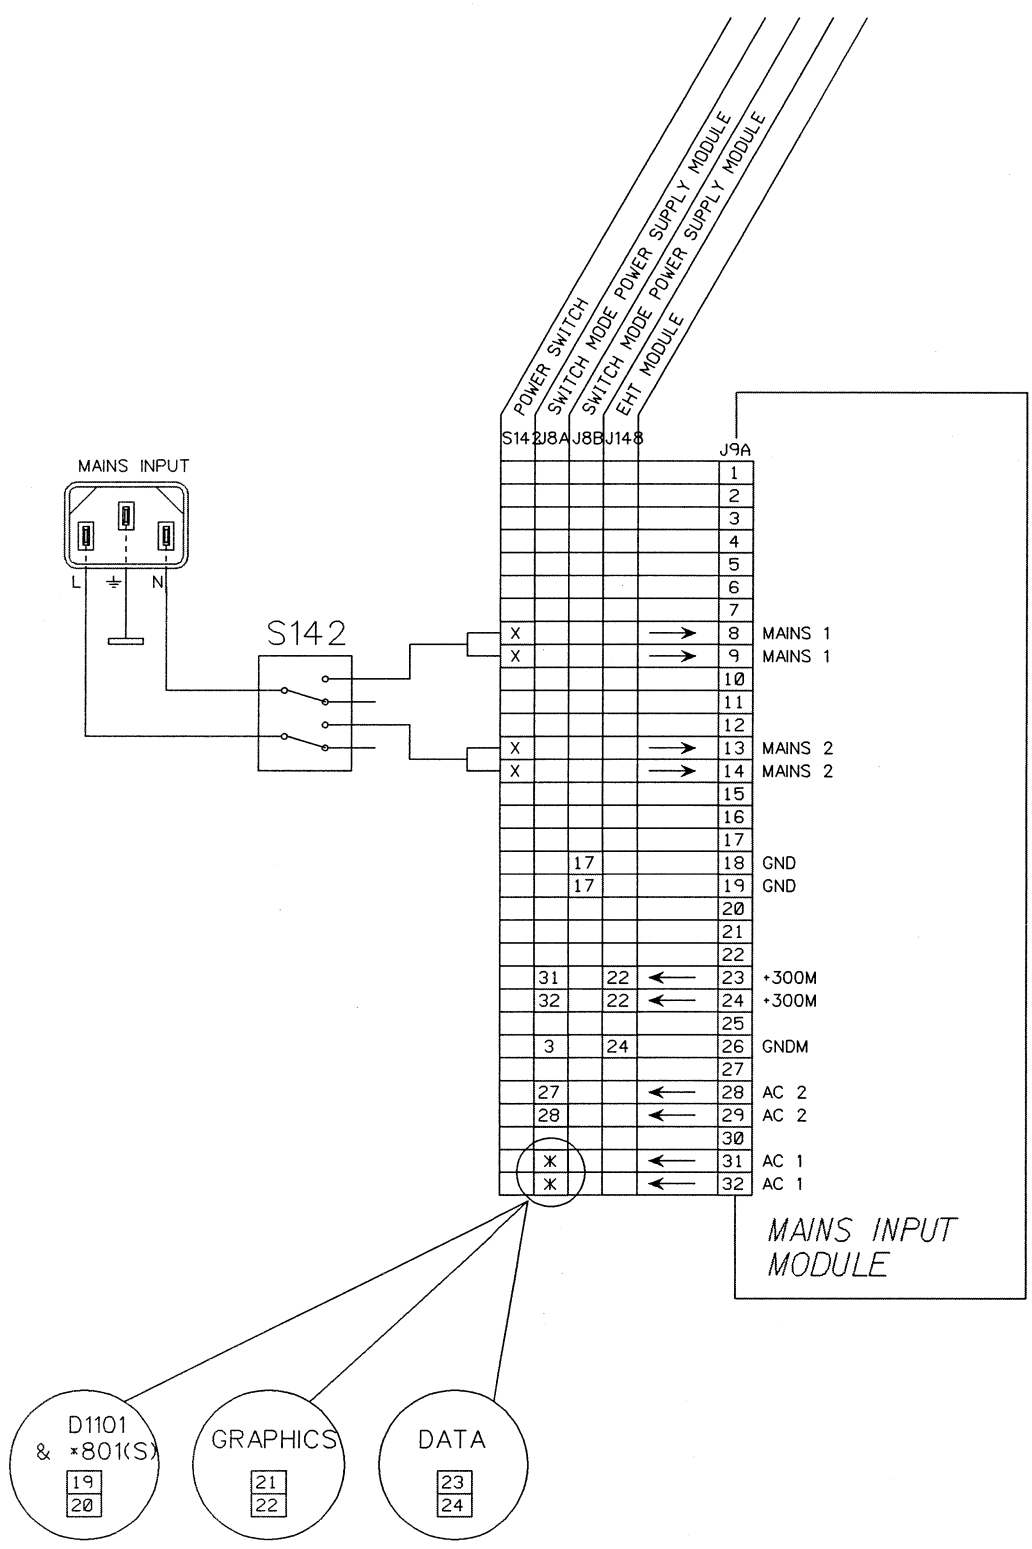 POWER SWITCH
SWITCH MODE POWER SUPPLY MODULE
SWITCH MODE POWER SUPPLY MODULE
EHT MODULE
S142 J8A J8B J148
J9A
MAINS INPUT
L N
S142
1
2
3
4
5
6
7
X 8 MAINS 1
X 9 MAINS 1
10
11
12
X 13 MAINS 2
X 14 MAINS 2
15
16
17
17 18 GND
17 19 GND
20
21
22
31 22 23 +300M
32 22 24 +300M
25
3 24 26 GNDM
27
27 28 AC 2
28 29 AC 2
30
* 31 AC 1
* 32 AC 1
MAINS INPUT
MODULE
D1101
& *801(S)
19
20
GRAPHICS
21
22
DATA
23
24